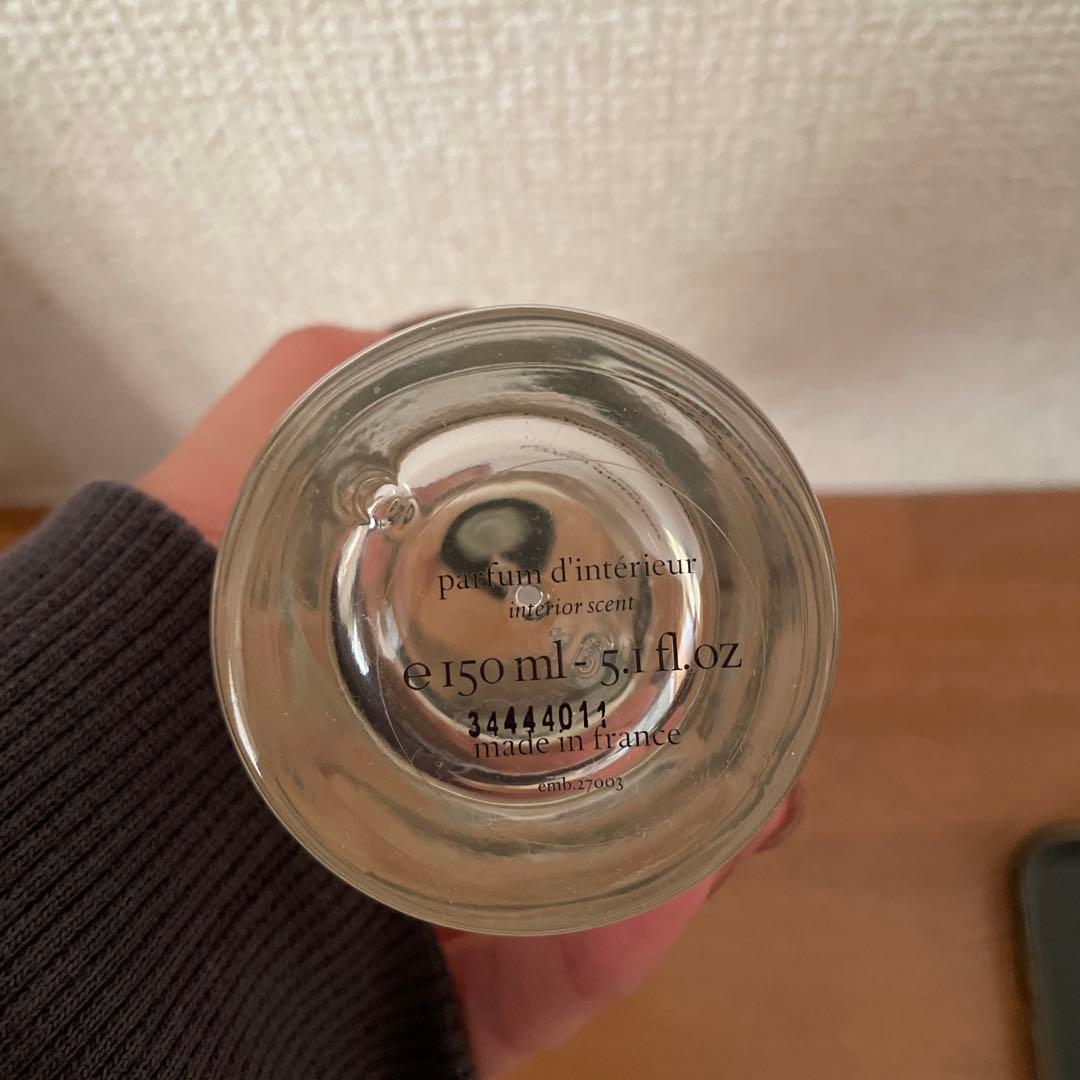 parfum d'intérieur
interior scent
℮ 150 ml - 5.1 fl.oz
34444011
made in france
emb.27003